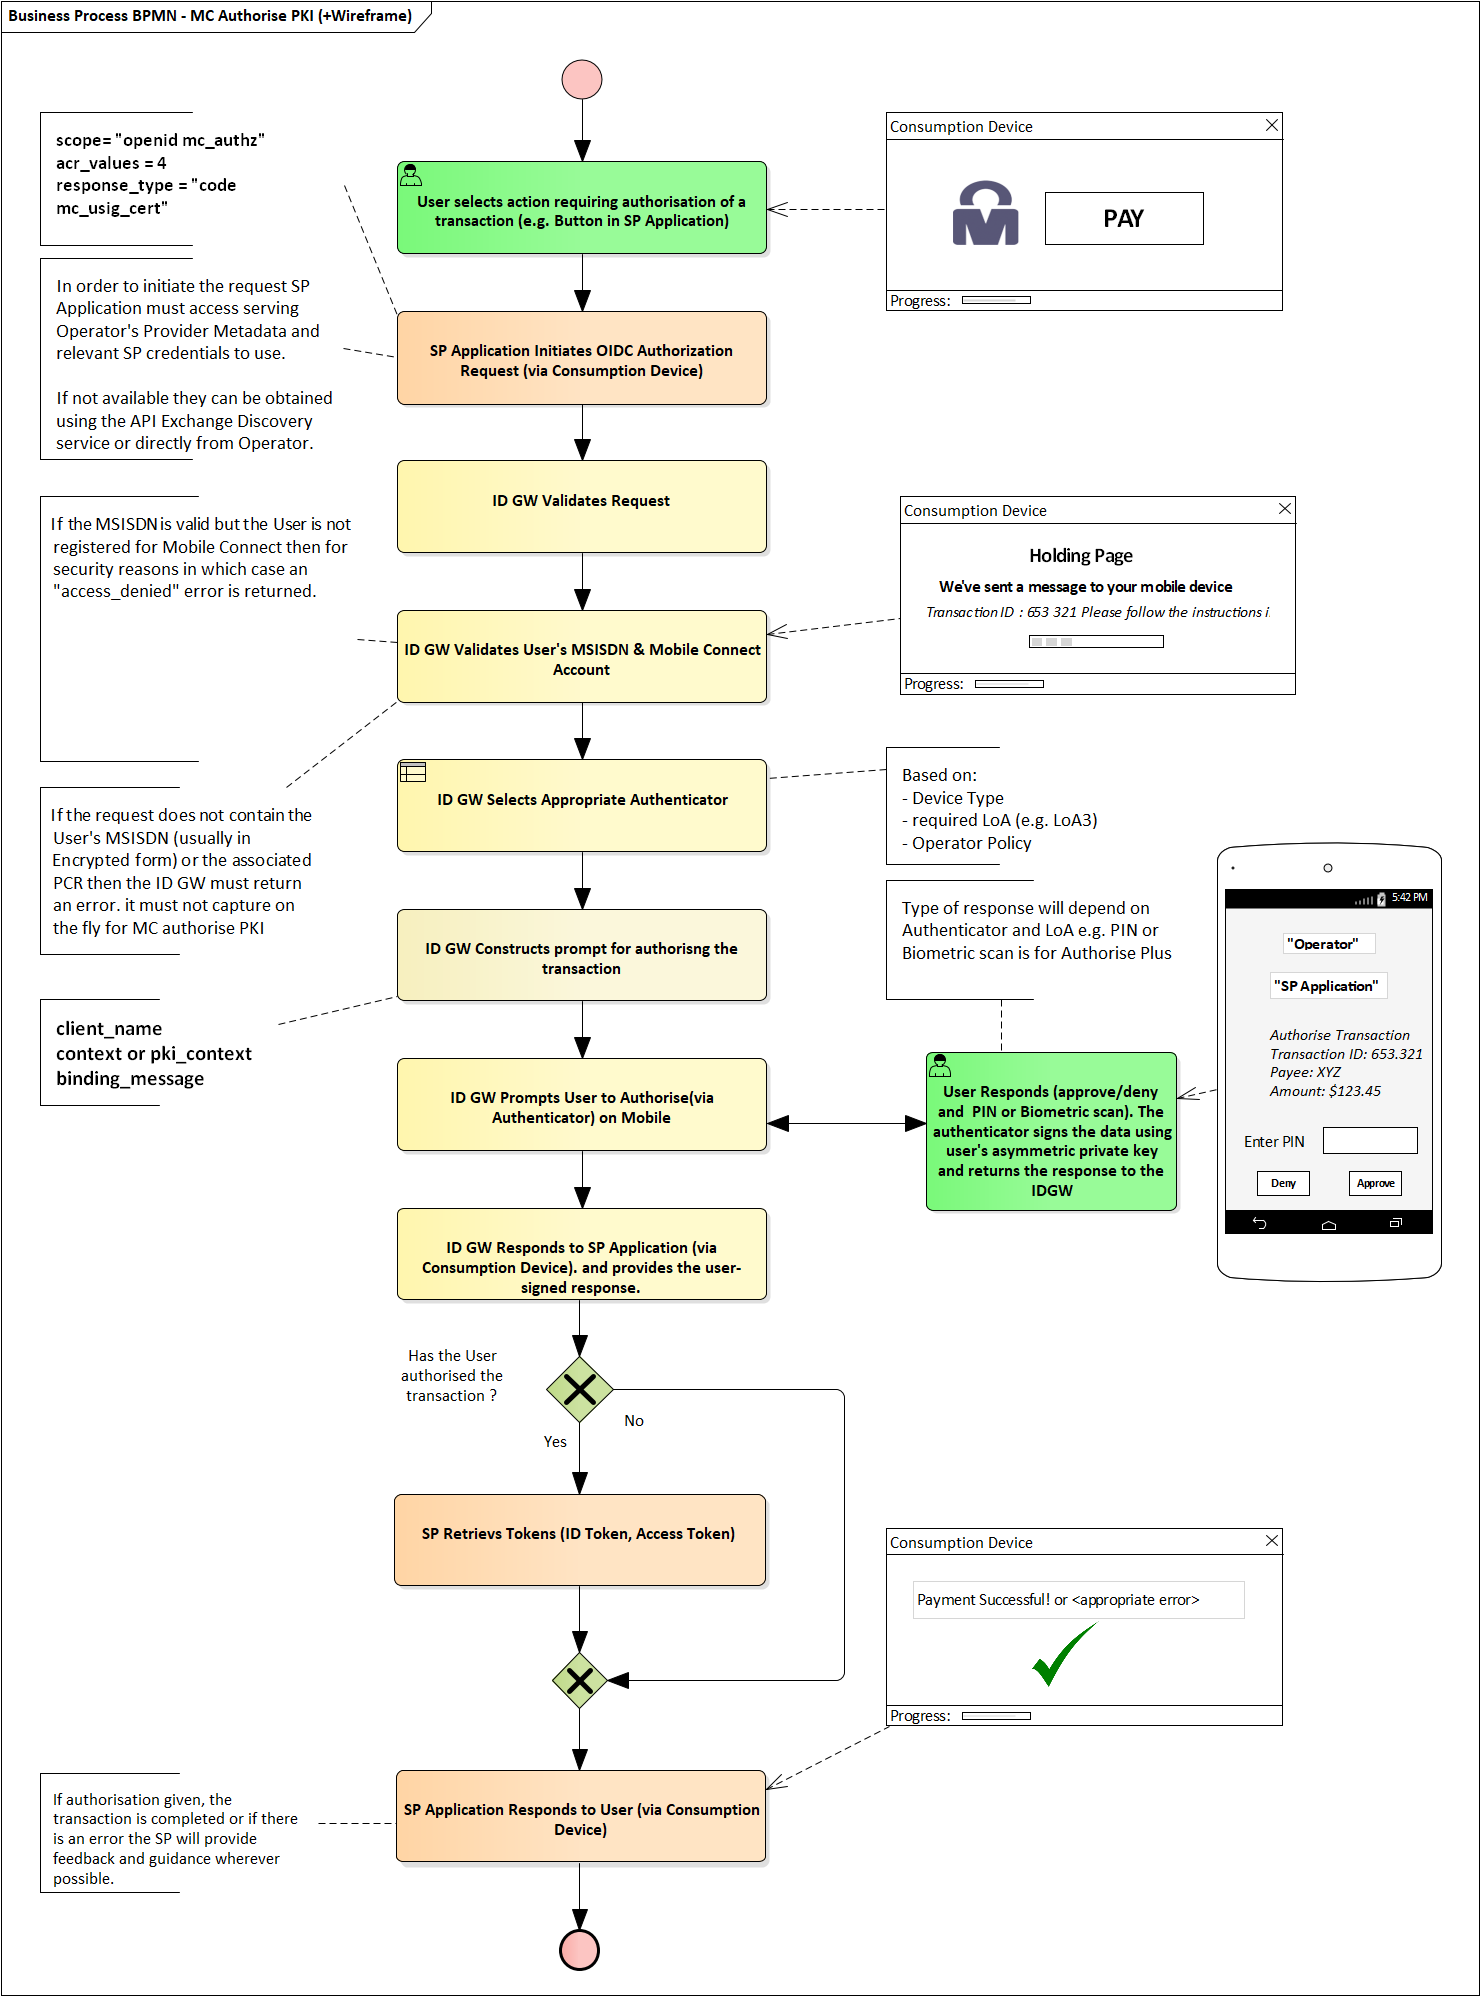 Business Process BPMN - MC Authorise PKI (+Wireframe)
scope= "openid mc_authz"
acr_values = 4
response_type = "code
mc_usig_cert"
User selects action requiring authorisation of a
transaction (e.g. Button in SP Application)
Consumption Device
PAY
Progress:
In order to initiate the request SP
Application must access serving
Operator's Provider Metadata and
relevant SP credentials to use.
If not available they can be obtained
using the API Exchange Discovery
service or directly from Operator.
SP Application Initiates OIDC Authorization
Request (via Consumption Device)
ID GW Validates Request
If the MSISDN is valid but the User is not
registered for Mobile Connect then for
security reasons in which case an
"access_denied" error is returned.
Consumption Device
Holding Page
We've sent a message to your mobile device
Transaction ID : 653 321 Please follow the instructions i
Progress:
ID GW Validates User's MSISDN & Mobile Connect
Account
ID GW Selects Appropriate Authenticator
Based on:
- Device Type
- required LoA (e.g. LoA3)
- Operator Policy
If the request does not contain the
User's MSISDN (usually in
Encrypted form) or the associated
PCR then the ID GW must return
an error. it must not capture on
the fly for MC authorise PKI
ID GW Constructs prompt for authorisng the
transaction
Type of response will depend on
Authenticator and LoA e.g. PIN or
Biometric scan is for Authorise Plus
5:42 PM
"Operator"
"SP Application"
Authorise Transaction
Transaction ID: 653.321
Payee: XYZ
Amount: $123.45
Enter PIN
Deny
Approve
client_name
context or pki_context
binding_message
ID GW Prompts User to Authorise(via
Authenticator) on Mobile
User Responds (approve/deny
and PIN or Biometric scan). The
authenticator signs the data using
user's asymmetric private key
and returns the response to the
IDGW
ID GW Responds to SP Application (via
Consumption Device). and provides the user-
signed response.
Has the User
authorised the
transaction ?
No
Yes
SP Retrievs Tokens (ID Token, Access Token)
Consumption Device
Payment Successful! or <appropriate error>
Progress:
If authorisation given, the
transaction is completed or if there
is an error the SP will provide
feedback and guidance wherever
possible.
SP Application Responds to User (via Consumption
Device)